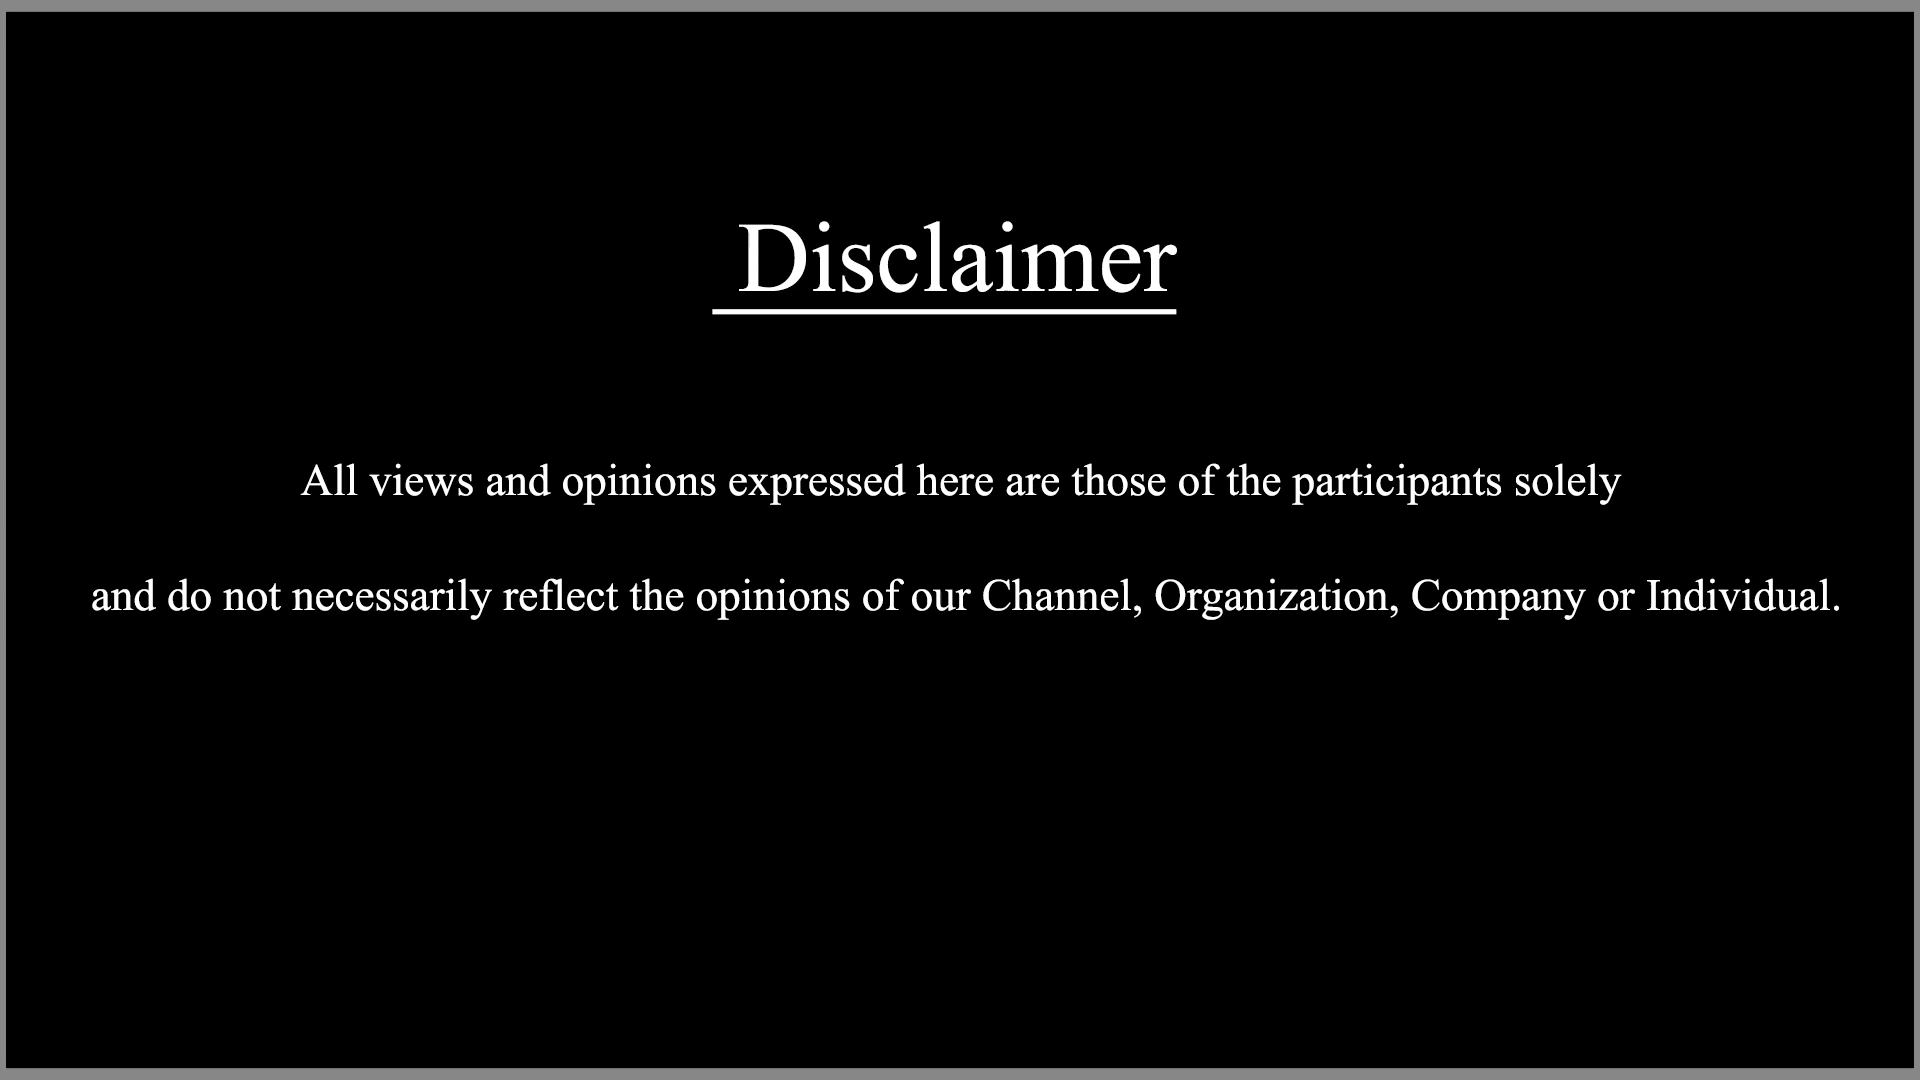 Disclaimer
All views and opinions expressed here are those of the participants solely
and do not necessarily reflect the opinions of our Channel, Organization, Company or Individual.